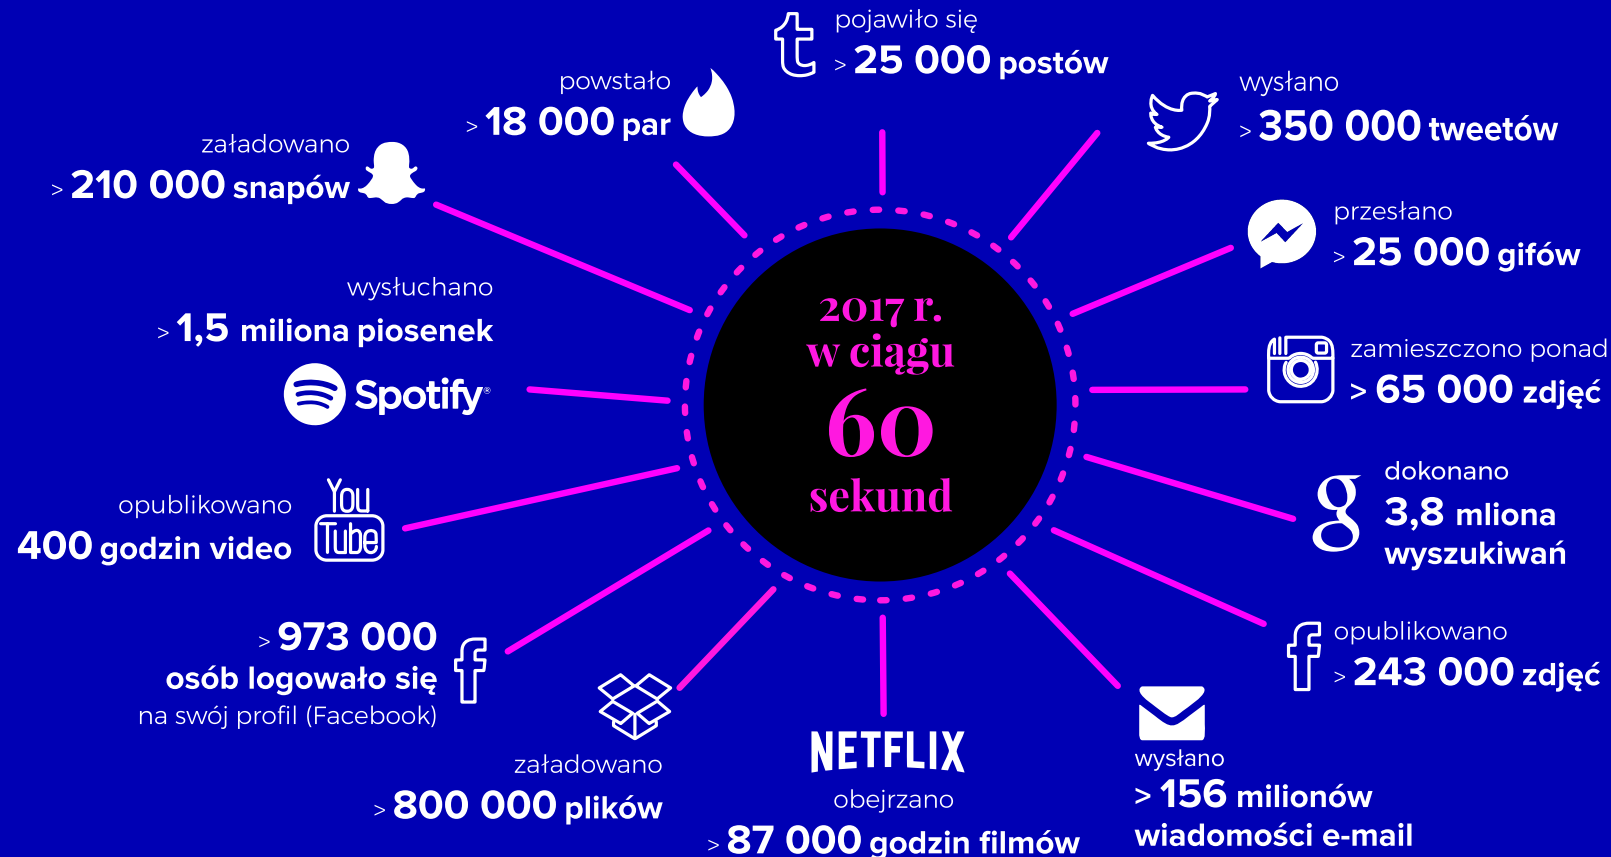 2017 r.
w ciągu
60
sekund
pojawiło się
> 25 000 postów
wysłano
> 350 000 tweetów
przesłano
> 25 000 gifów
zamieszczono ponad
> 65 000 zdjęć
dokonano
3,8 mliona
wyszukiwań
opublikowano
> 243 000 zdjęć
wysłano
> 156 milionów
wiadomości e-mail
NETFLIX
obejrzano
> 87 000 godzin filmów
załadowano
> 800 000 plików
> 973 000
osób logowało się
na swój profil (Facebook)
opublikowano
400 godzin video
You
Tube
wysłuchano
> 1,5 miliona piosenek
Spotify®
załadowano
> 210 000 snapów
powstało
> 18 000 par